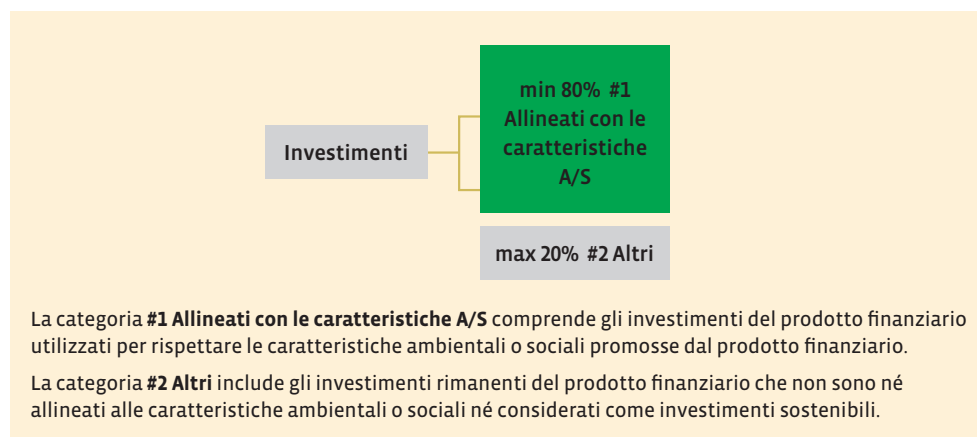 Investimenti
min 80% #1
Allineati con le
caratteristiche
A/S
max 20% #2 Altri
La categoria #1 Allineati con le caratteristiche A/S comprende gli investimenti del prodotto finanziario
utilizzati per rispettare le caratteristiche ambientali o sociali promosse dal prodotto finanziario.
La categoria #2 Altri include gli investimenti rimanenti del prodotto finanziario che non sono né
allineati alle caratteristiche ambientali o sociali né considerati come investimenti sostenibili.